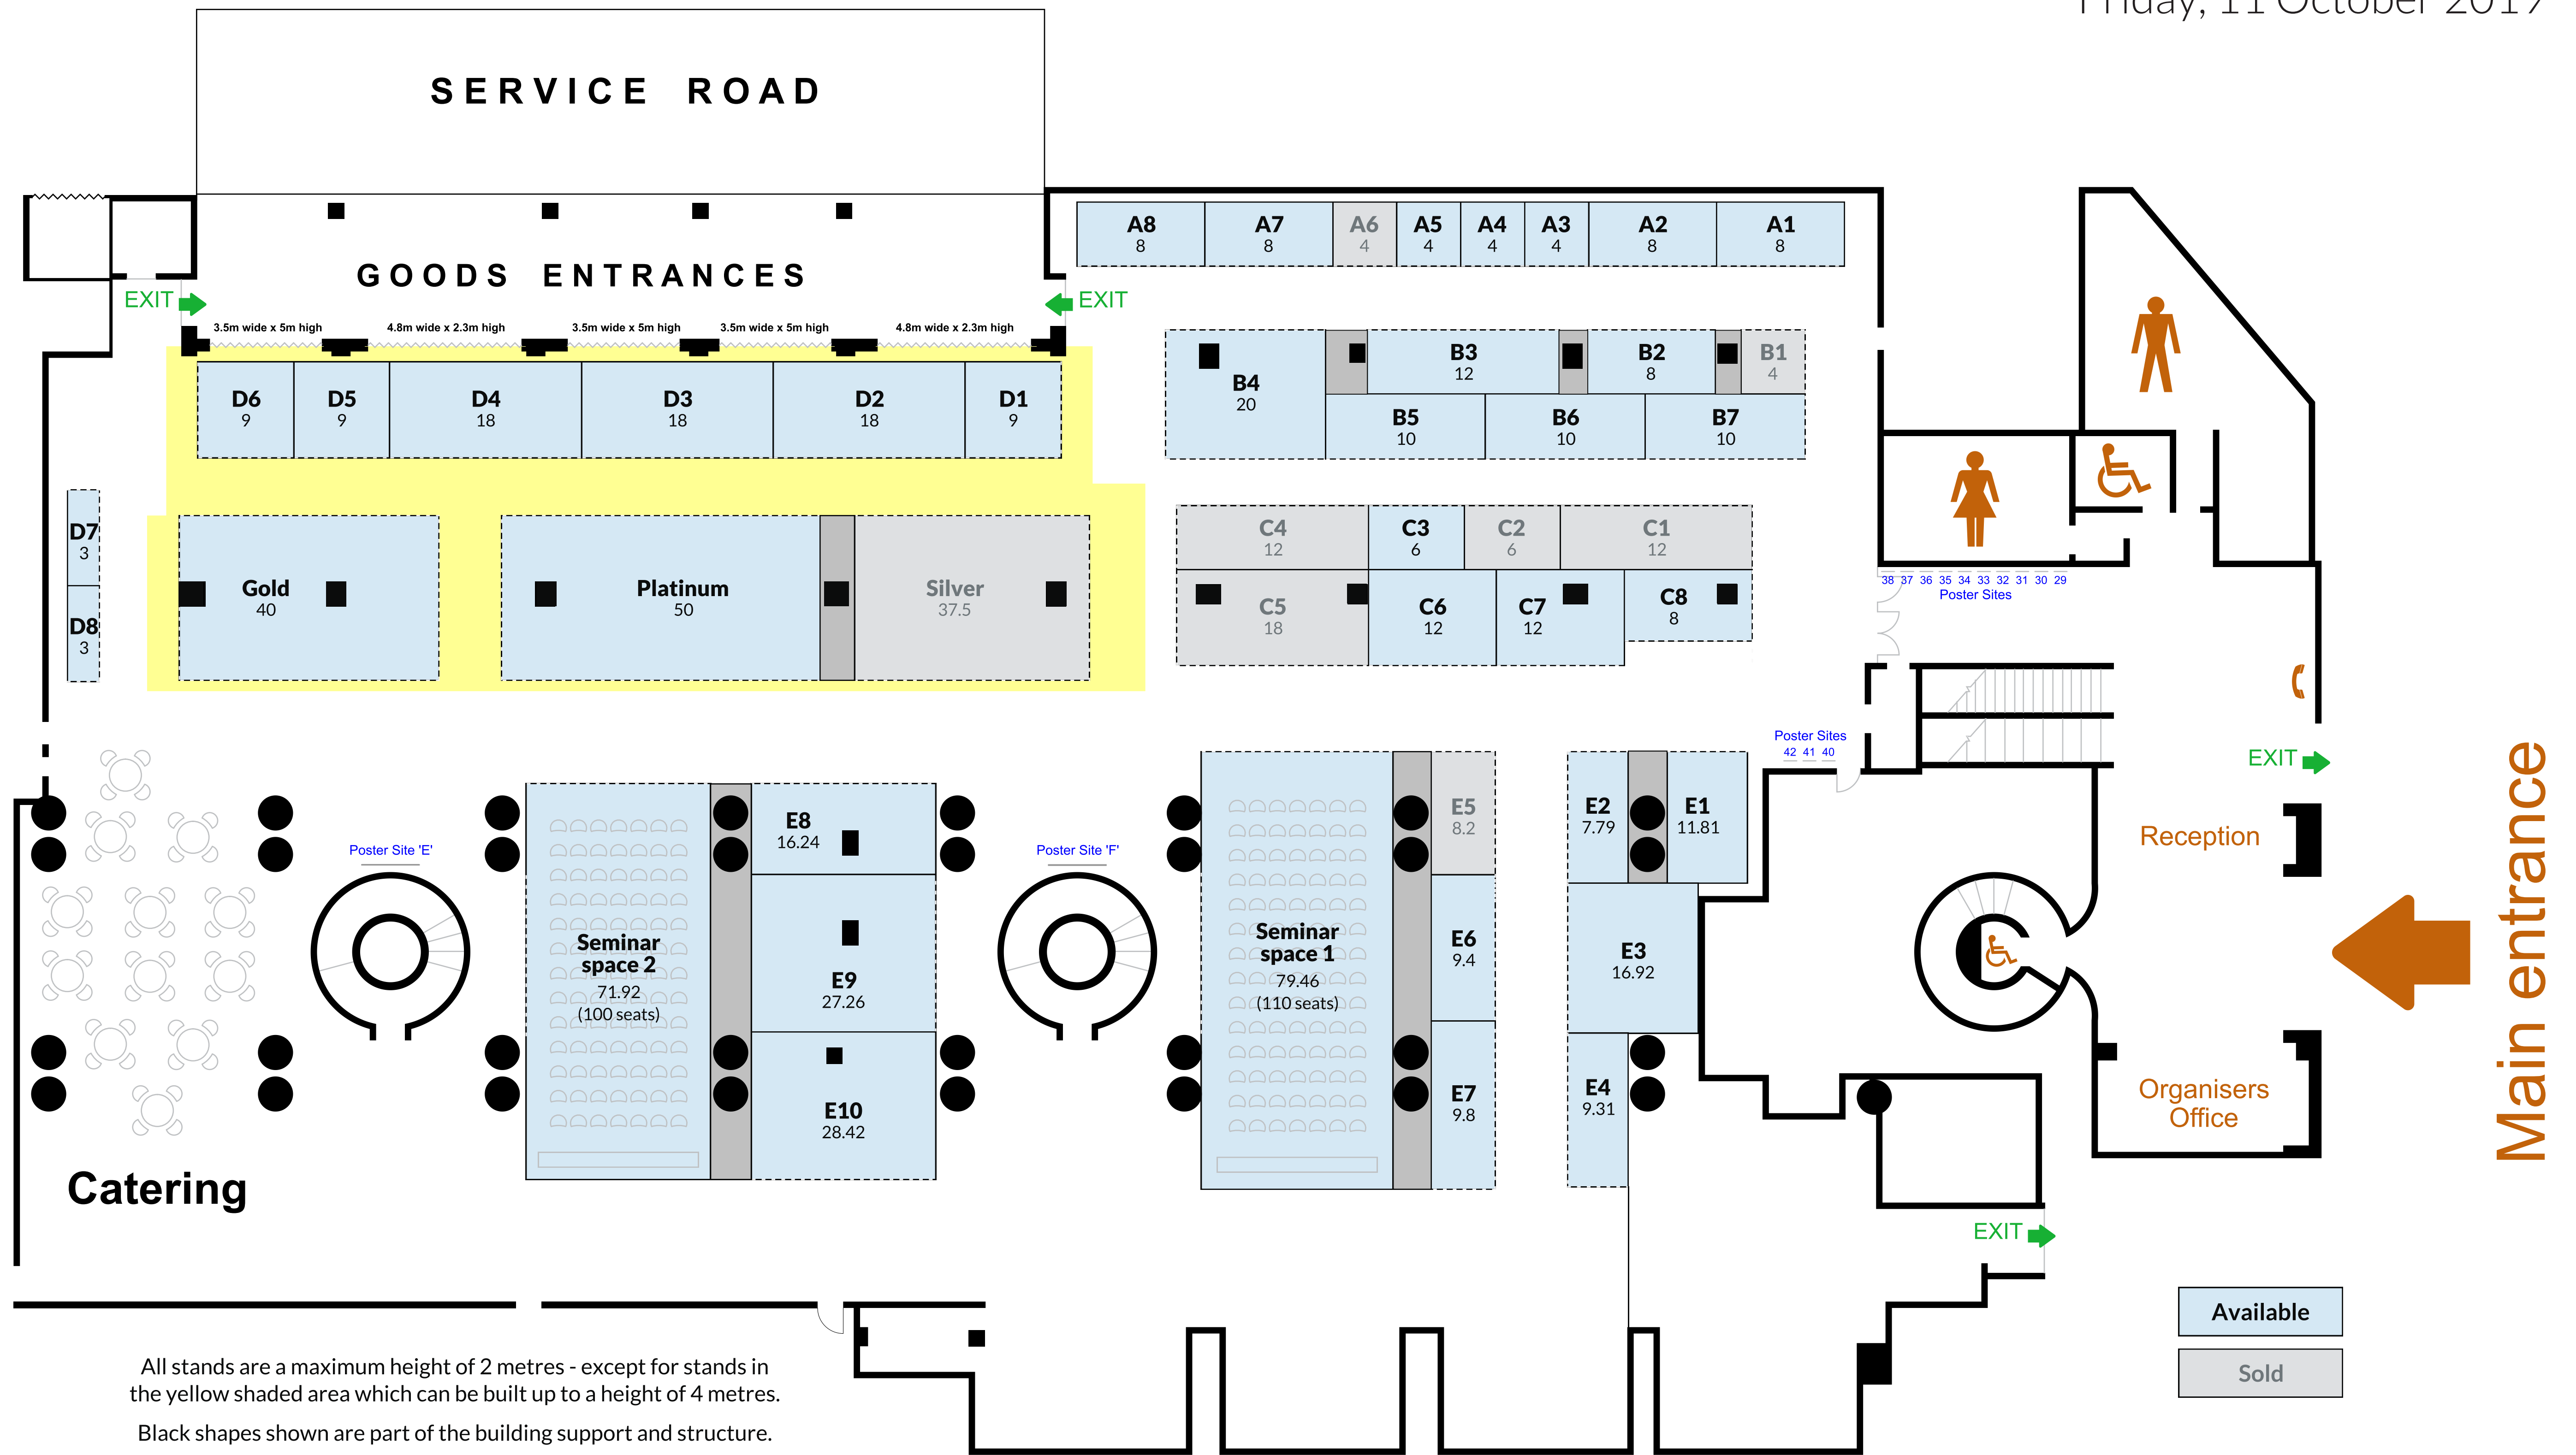 Friday, 11 October 2019
SERVICE ROAD
GOODS ENTRANCES
EXIT
EXIT
3.5m wide x 5m high
4.8m wide x 2.3m high
3.5m wide x 5m high
3.5m wide x 5m high
4.8m wide x 2.3m high
A8
8
A7
8
A6
4
A5
4
A4
4
A3
4
A2
8
A1
8
D6
9
D5
9
D4
18
D3
18
D2
18
D1
9
B4
20
B3
12
B2
8
B1
4
B5
10
B6
10
B7
10
D7
3
D8
3
Gold
40
Platinum
50
Silver
37.5
C4
12
C3
6
C2
6
C1
12
C5
18
C6
12
C7
12
C8
8
38 37 36 35 34 33 32 31 30 29
Poster Sites
Poster Sites
42 41 40
EXIT
Reception
Main entrance
Organisers
Office
EXIT
Poster Site 'E'
Seminar
space 2
71.92
(100 seats)
E8
16.24
E9
27.26
E10
28.42
Poster Site 'F'
Seminar
space 1
79.46
(110 seats)
E5
8.2
E6
9.4
E7
9.8
E2
7.79
E1
11.81
E3
16.92
E4
9.31
Catering
Available
Sold
All stands are a maximum height of 2 metres - except for stands in
the yellow shaded area which can be built up to a height of 4 metres.
Black shapes shown are part of the building support and structure.